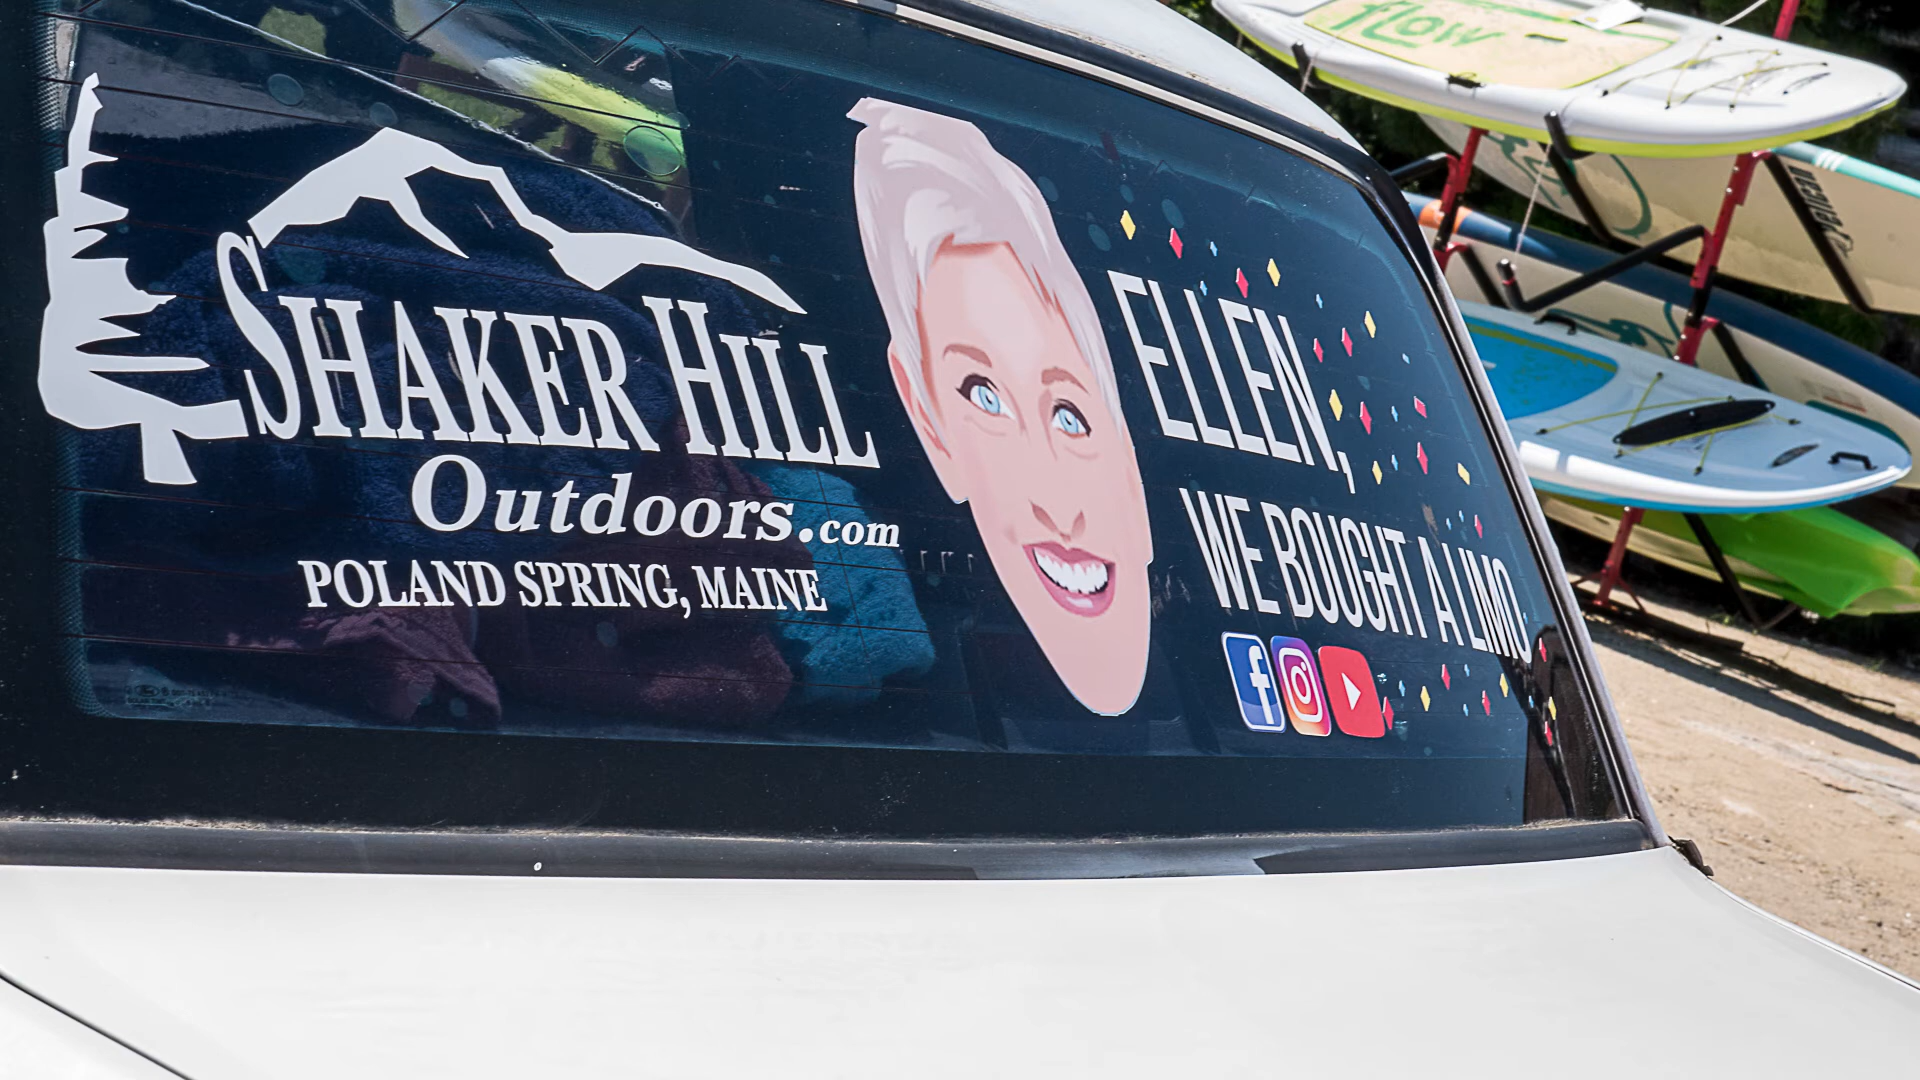 SHAKER HILL
Outdoors.com
POLAND SPRING, MAINE
ELLEN,
WE BOUGHT A LIMO
flow